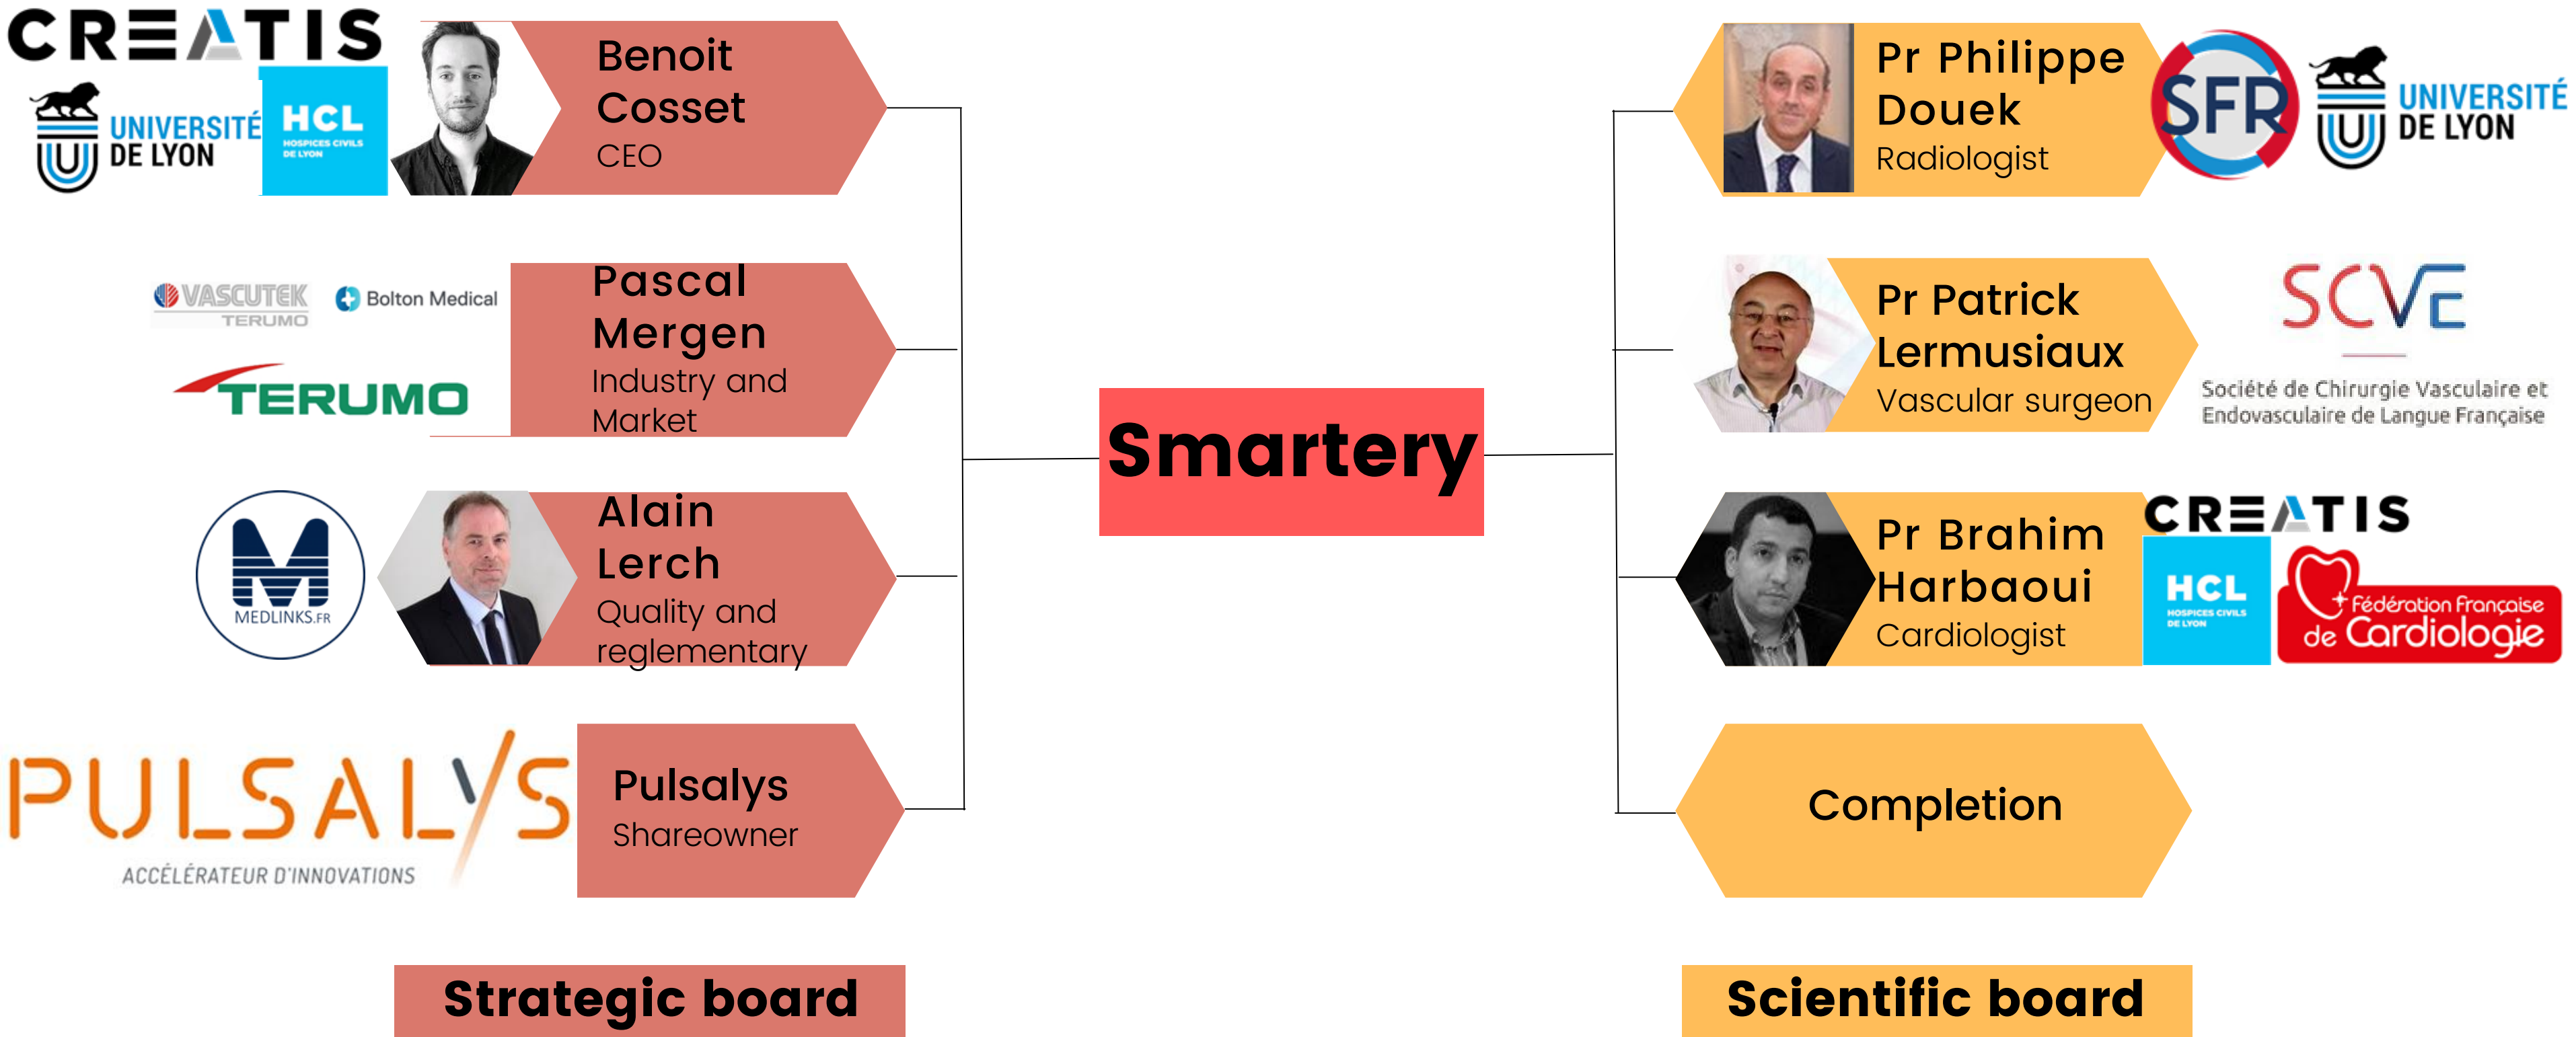 CREATIS
UNIVERSITÉ
DE LYON
HCL
HOSPICES CIVILS
DE LYON
Benoit
Cosset
CEO
VASCUTEK
TERUMO
Bolton Medical
TERUMO
Pascal
Mergen
Industry and
Market
MEDLINKS.FR
Alain
Lerch
Quality and
reglementary
PULSALYS
ACCÉLÉRATEUR D'INNOVATIONS
Pulsalys
Shareowner
Strategic board
Smartery
Pr Philippe
Douek
Radiologist
SFR
UNIVERSITÉ
DE LYON
Pr Patrick
Lermusiaux
Vascular surgeon
SCVE
Société de Chirurgie Vasculaire et
Endovasculaire de Langue Française
Pr Brahim
Harbaoui
Cardiologist
CREATIS
HCL
HOSPICES CIVILS
DE LYON
Fédération Française
de Cardiologie
Completion
Scientific board